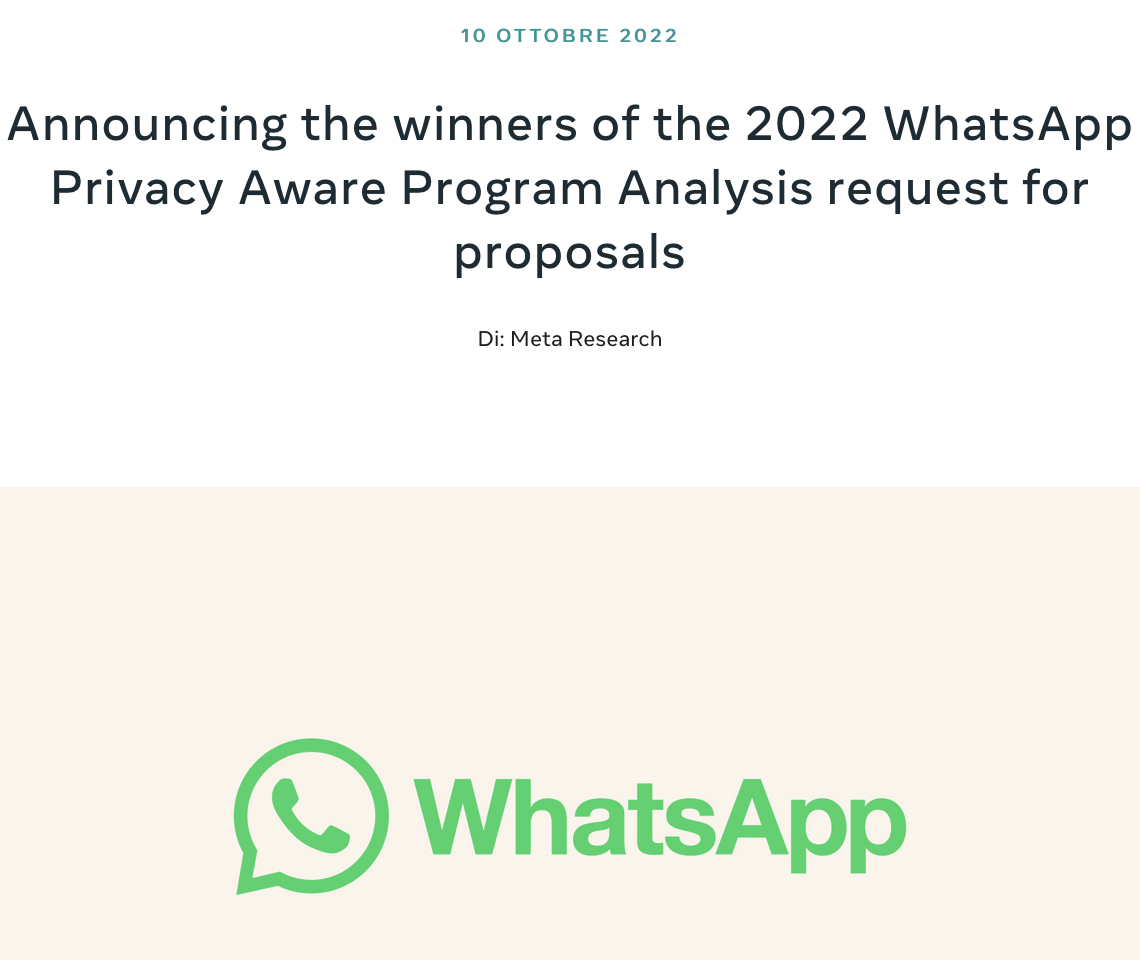 10 OTTOBRE 2022
Announcing the winners of the 2022 WhatsApp
Privacy Aware Program Analysis request for
proposals
Di: Meta Research
WhatsApp